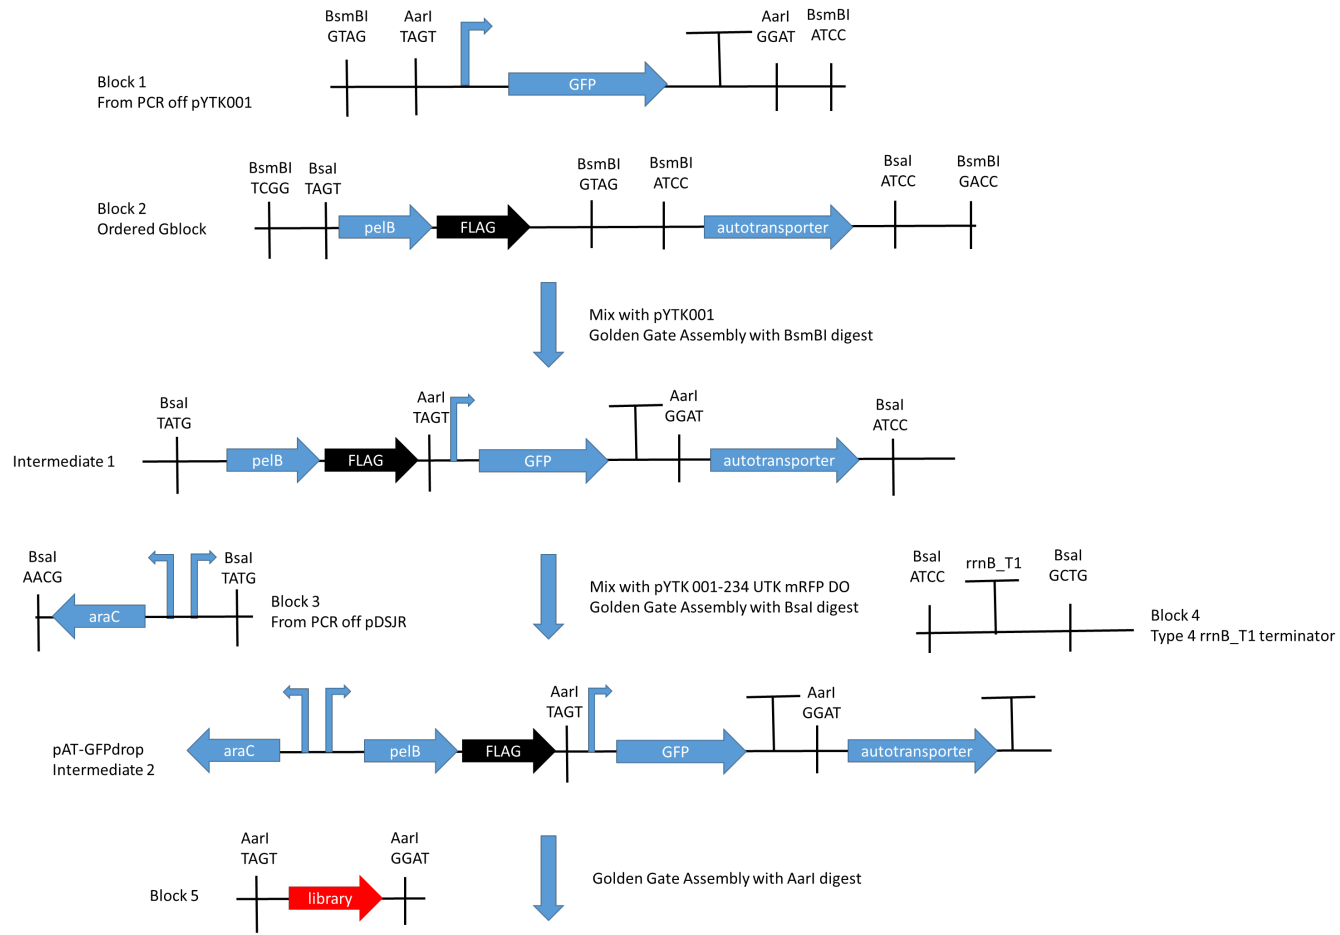 BsmBI
GTAG
AarI
TAGT
AarI
GGAT
BsmBI
ATCC
Block 1
From PCR off pYTK001
GFP
BsmBI
TCGG
BsaI
TAGT
BsmBI
GTAG
BsmBI
ATCC
BsaI
ATCC
BsmBI
GACC
Block 2
Ordered Gblock
pelB
FLAG
autotransporter
Mix with pYTK001
Golden Gate Assembly with BsmBI digest
BsaI
TATG
AarI
TAGT
AarI
GGAT
BsaI
ATCC
Intermediate 1
pelB
FLAG
GFP
autotransporter
BsaI
AACG
BsaI
TATG
araC
Block 3
From PCR off pDSJR
Mix with pYTK 001-234 UTK mRFP DO
Golden Gate Assembly with BsaI digest
BsaI
ATCC
rrnB_T1
BsaI
GCTG
Block 4
Type 4 rrnB_T1 terminator
AarI
TAGT
AarI
GGAT
pAT-GFPdrop
Intermediate 2
araC
pelB
FLAG
GFP
autotransporter
AarI
TAGT
AarI
GGAT
Block 5
library
Golden Gate Assembly with AarI digest